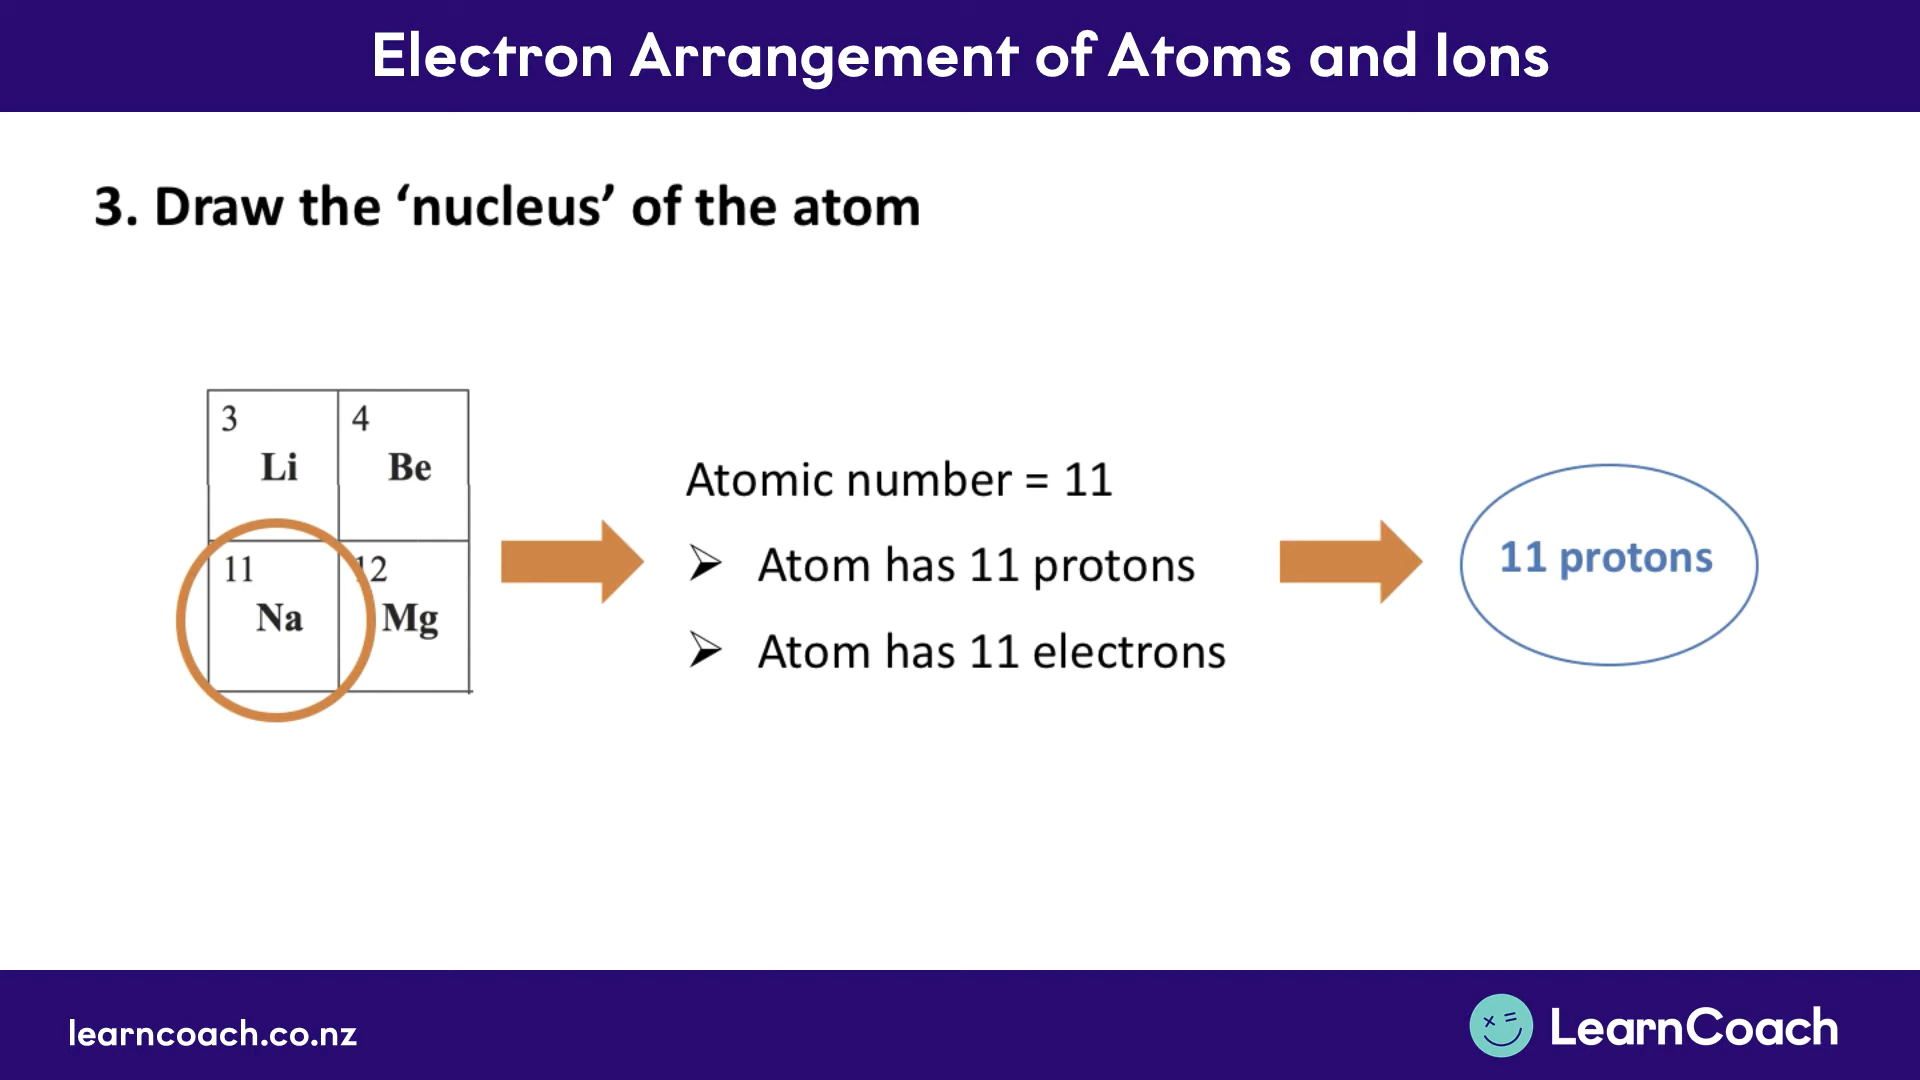 Electron Arrangement of Atoms and Ions
3. Draw the ‘nucleus’ of the atom
3 4
Li Be
11 12
Na Mg
Atomic number = 11
➢ Atom has 11 protons
➢ Atom has 11 electrons
11 protons
learncoach.co.nz
LearnCoach